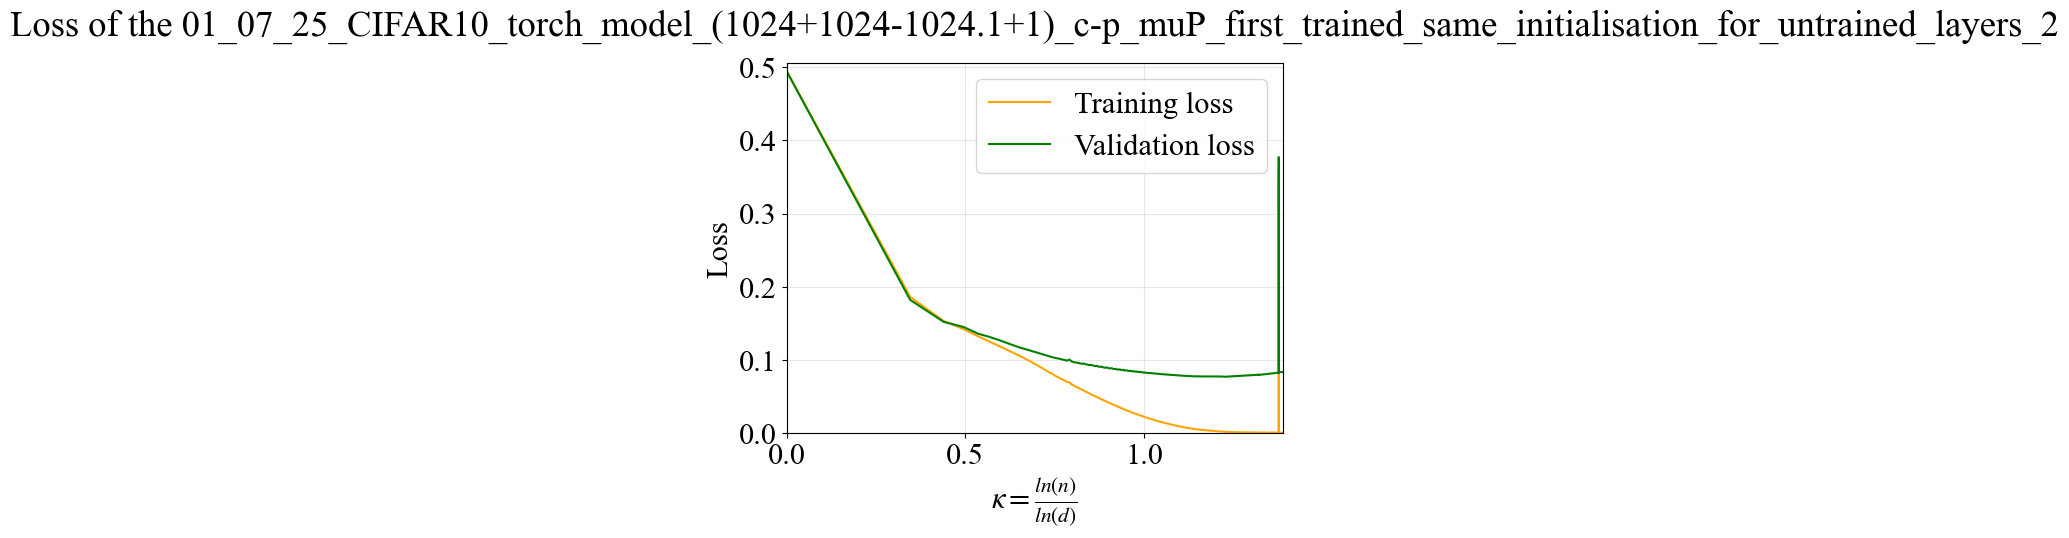 Loss of the 01_07_25_CIFAR10_torch_model_(1024+1024-1024.1+1)_c-p_muP_first_trained_same_initialisation_for_untrained_layers_2
0.5
0.4
0.3
0.2
0.1
0.0
Loss
Training loss
Validation loss
0.0 0.5 1.0
κ = ln(n)
ln(d)